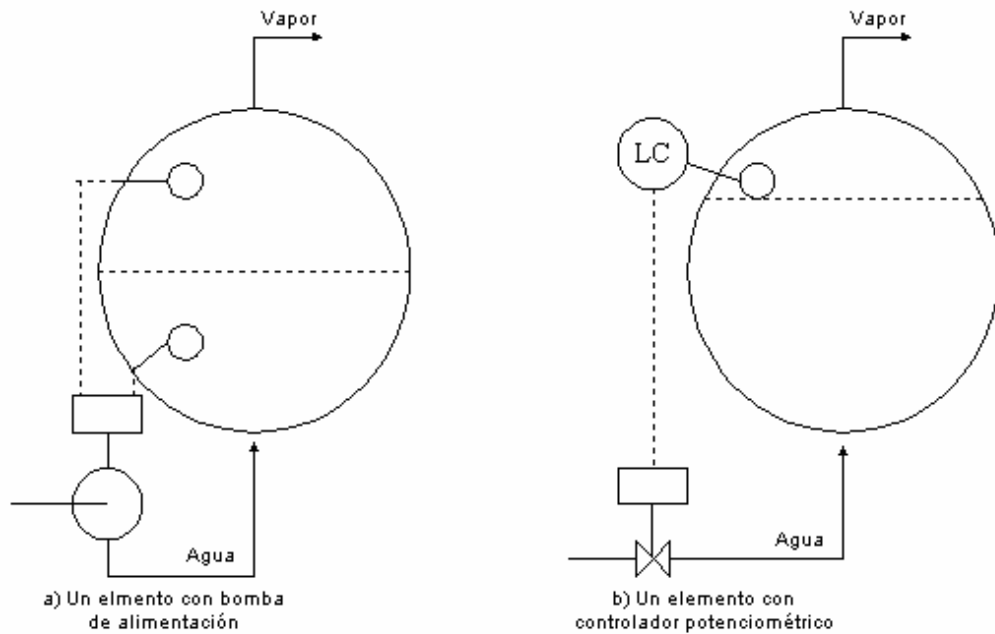 Vapor
Vapor
LC
Agua
Agua
a) Un elmento con bomba
de alimentación
b) Un elemento con
controlador potenciométrico